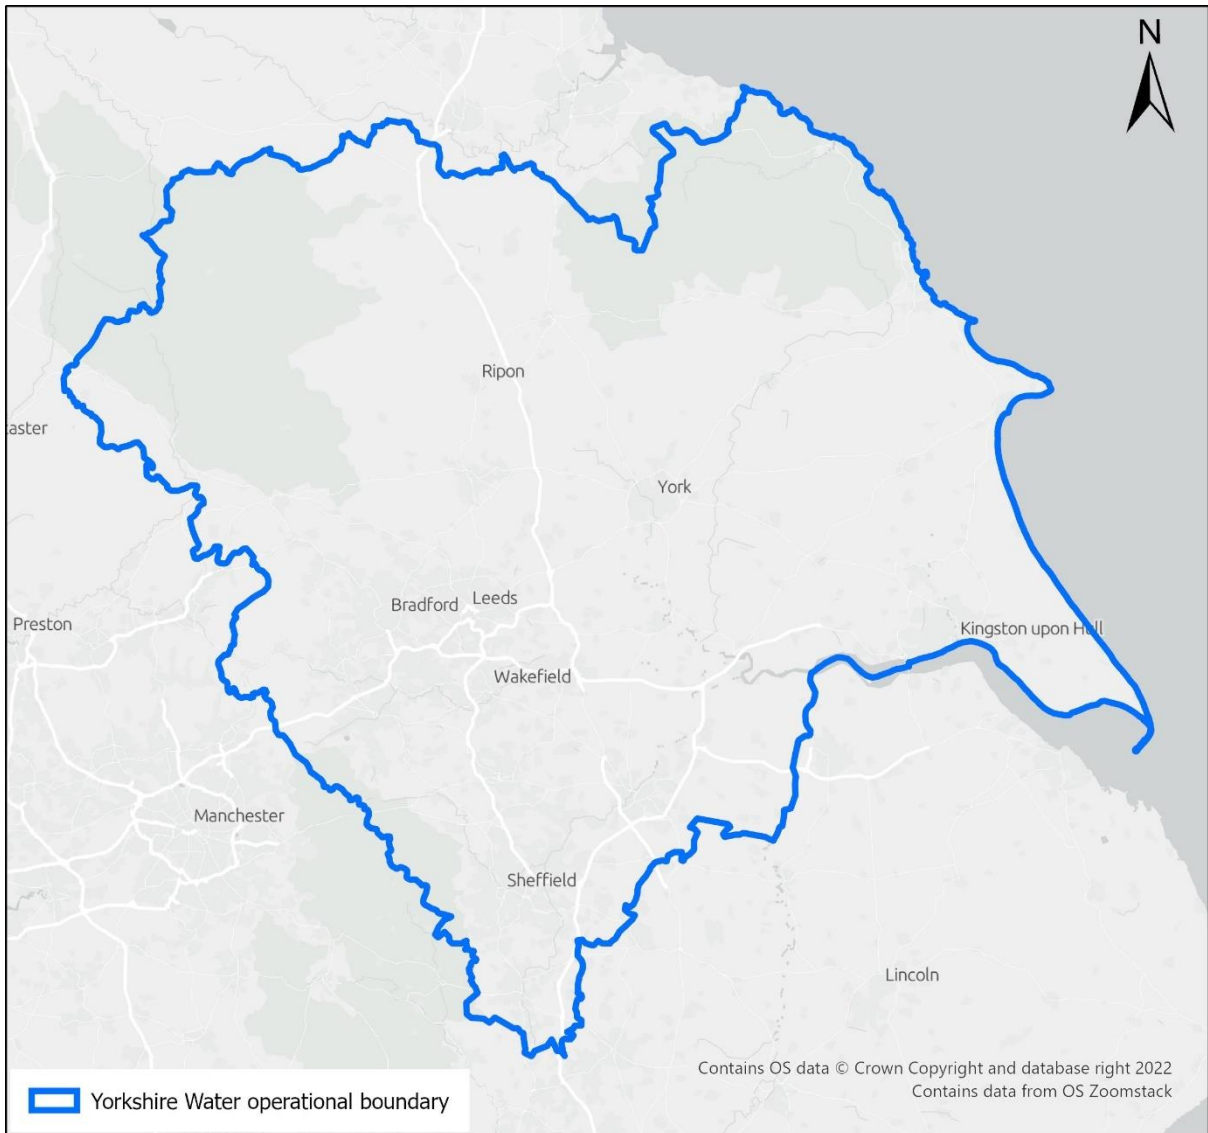 N
Ripon
caster
York
Bradford
Leeds
Preston
Kingston upon Hull
Wakefield
Manchester
Sheffield
Lincoln
Contains OS data © Crown Copyright and database right 2022
Contains data from OS Zoomstack
Yorkshire Water operational boundary